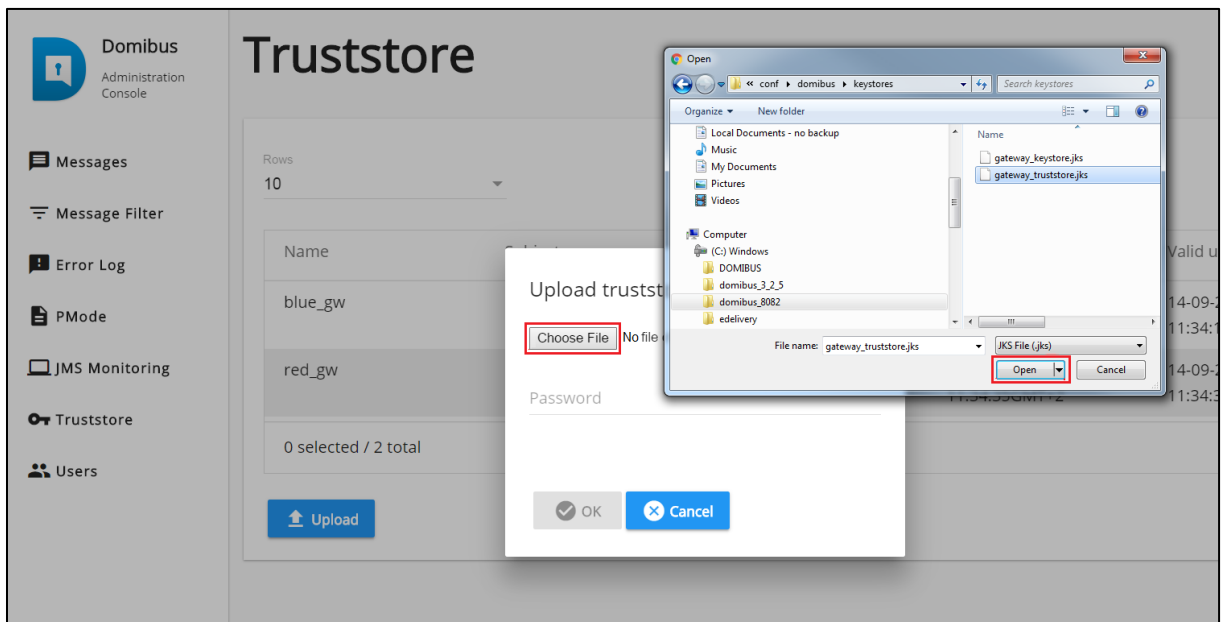 Domibus
Administration
Console
Messages
Message Filter
Error Log
PMode
JMS Monitoring
Truststore
Users
Truststore
Rows
10
Name
Valid u
blue_gw
14-09-2
11:34:1
red_gw
14-09-2
11:34:3
0 selected / 2 total
Upload
Upload trustst
Choose File No file
Password
OK Cancel
Open
« conf domibus keystores Search keystores
Organize New folder
Local Documents - no backup
Music
My Documents
Pictures
Videos
Computer
(C:) Windows
DOMIBUS
domibus_3_2_5
domibus_8082
edelivery
Name
gateway_keystore.jks
gateway_truststore.jks
File name: gateway_truststore.jks JKS File (.jks)
Open Cancel